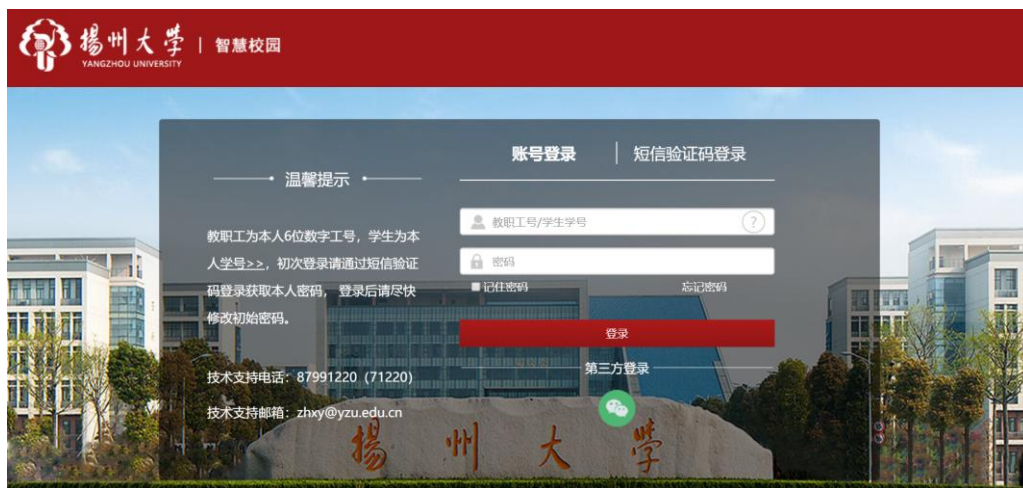 揚州大學
YANGZHOU UNIVERSITY
智慧校园
温馨提示
教职工为本人6位数字工号，学生为本
人学号>>，初次登录请通过短信验证
码登录获取本人密码， 登录后请尽快
修改初始密码。
技术支持电话：87991220（71220）
技术支持邮箱：zhxy@yzu.edu.cn
账号登录 | 短信验证码登录
教职工号/学生学号 ?
密码
记住密码 忘记密码
登录
第三方登录
揚州大學